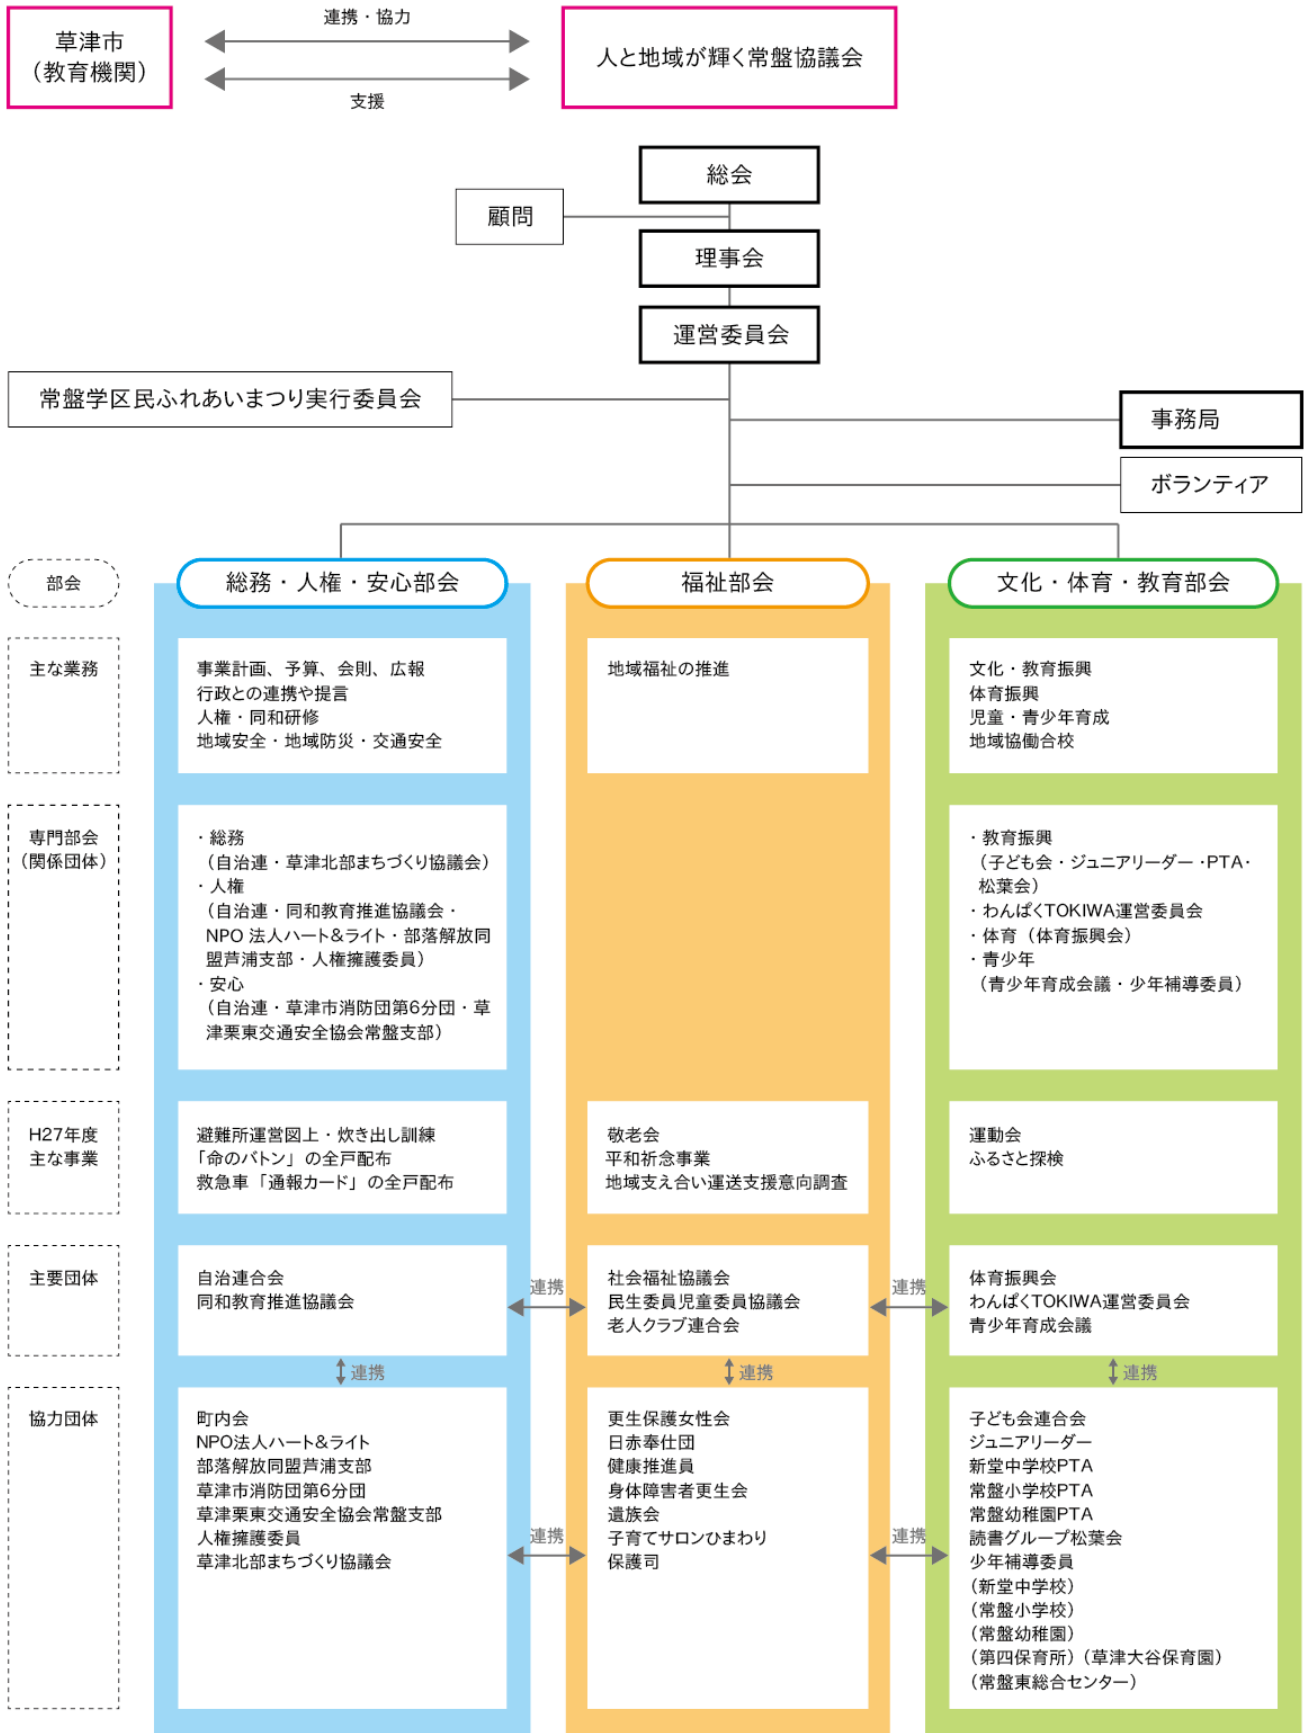 草津市
（教育機関）
連携・協力
支援
人と地域が輝く常盤協議会
総会
顧問
理事会
運営委員会
常盤学区民ふれあいまつり実行委員会
事務局
ボランティア
部会
総務・人権・安心部会
福祉部会
文化・体育・教育部会
主な業務
事業計画、予算、会則、広報
行政との連携や提言
人権・同和研修
地域安全・地域防災・交通安全
地域福祉の推進
文化・教育振興
体育振興
児童・青少年育成
地域協働合校
専門部会
（関係団体）
・総務
（自治連・草津北部まちづくり協議会）
・人権
（自治連・同和教育推進協議会・
NPO 法人ハート&ライト・部落解放同
盟芦浦支部・人権擁護委員）
・安心
（自治連・草津市消防団第6分団・草
津栗東交通安全協会常盤支部）
・教育振興
（子ども会・ジュニアリーダー・PTA・
松葉会）
・わんぱくTOKIWA運営委員会
・体育（体育振興会）
・青少年
（青少年育成会議・少年補導委員）
H27年度
主な事業
避難所運営図上・炊き出し訓練
「命のバトン」の全戸配布
救急車「通報カード」の全戸配布
敬老会
平和祈念事業
地域支え合い運送支援意向調査
運動会
ふるさと探検
主要団体
自治連合会
同和教育推進協議会
連携
社会福祉協議会
民生委員児童委員協議会
老人クラブ連合会
連携
体育振興会
わんぱくTOKIWA運営委員会
青少年育成会議
連携
連携
連携
協力団体
町内会
NPO法人ハート&ライト
部落解放同盟芦浦支部
草津市消防団第6分団
草津栗東交通安全協会常盤支部
人権擁護委員
草津北部まちづくり協議会
連携
更生保護女性会
日赤奉仕団
健康推進員
身体障害者更生会
遺族会
子育てサロンひまわり
保護司
連携
子ども会連合会
ジュニアリーダー
新堂中学校PTA
常盤小学校PTA
常盤幼稚園PTA
読書グループ松葉会
少年補導委員
（新堂中学校）
（常盤小学校）
（常盤幼稚園）
（第四保育所）（草津大谷保育園）
（常盤東総合センター）